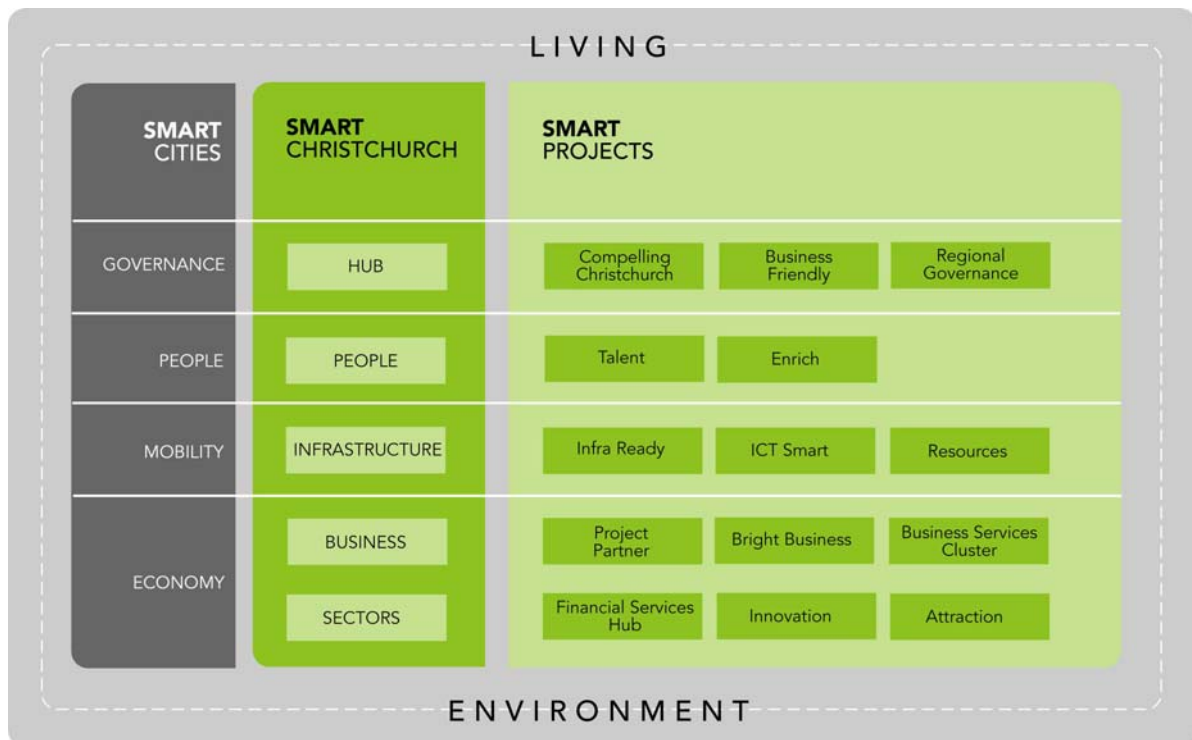 LIVING
SMART
CITIES
SMART
CHRISTCHURCH
SMART
PROJECTS
GOVERNANCE
HUB
Compelling
Christchurch
Business
Friendly
Regional
Governance
PEOPLE
PEOPLE
Talent
Enrich
MOBILITY
INFRASTRUCTURE
Infra Ready
ICT Smart
Resources
ECONOMY
BUSINESS
Project
Partner
Bright Business
Business Services
Cluster
SECTORS
Financial Services
Hub
Innovation
Attraction
ENVIRONMENT